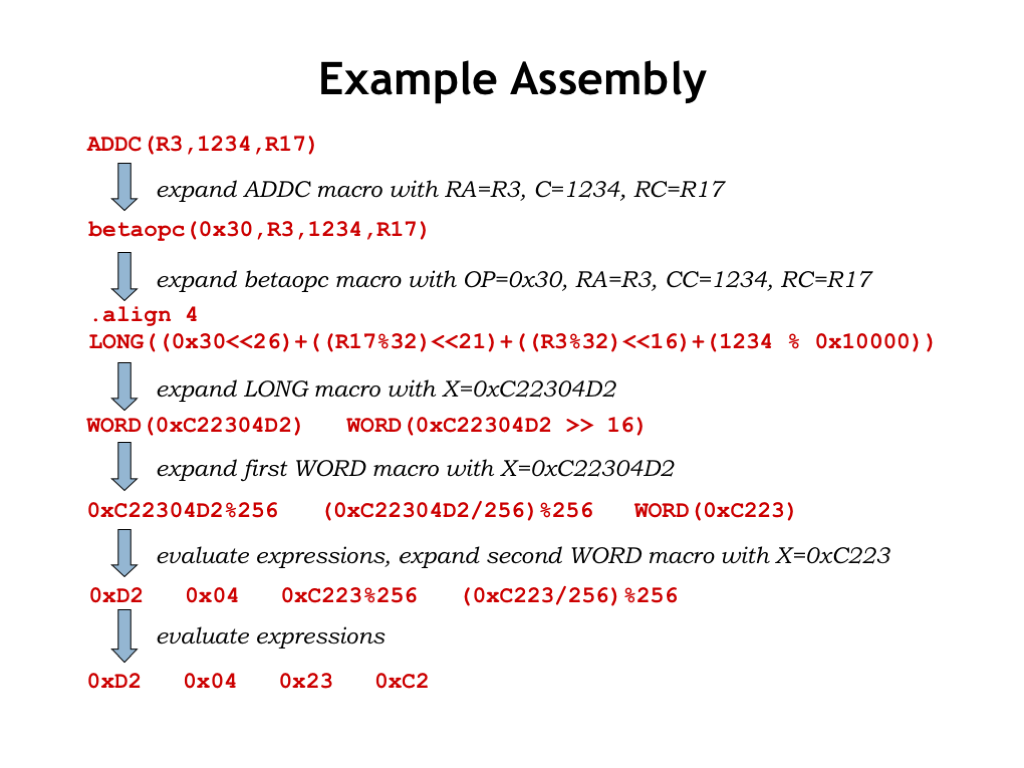 Example Assembly
ADDC(R3,1234,R17)
expand ADDC macro with RA=R3, C=1234, RC=R17
betaopc(0x30,R3,1234,R17)
expand betaopc macro with OP=0x30, RA=R3, CC=1234, RC=R17
.align 4
LONG((0x30<<26)+((R17%32)<<21)+((R3%32)<<16)+(1234 % 0x10000))
expand LONG macro with X=0xC22304D2
WORD(0xC22304D2) WORD(0xC22304D2 >> 16)
expand first WORD macro with X=0xC22304D2
0xC22304D2%256 (0xC22304D2/256)%256 WORD(0xC223)
evaluate expressions, expand second WORD macro with X=0xC223
0xD2 0x04 0xC223%256 (0xC223/256)%256
evaluate expressions
0xD2 0x04 0x23 0xC2